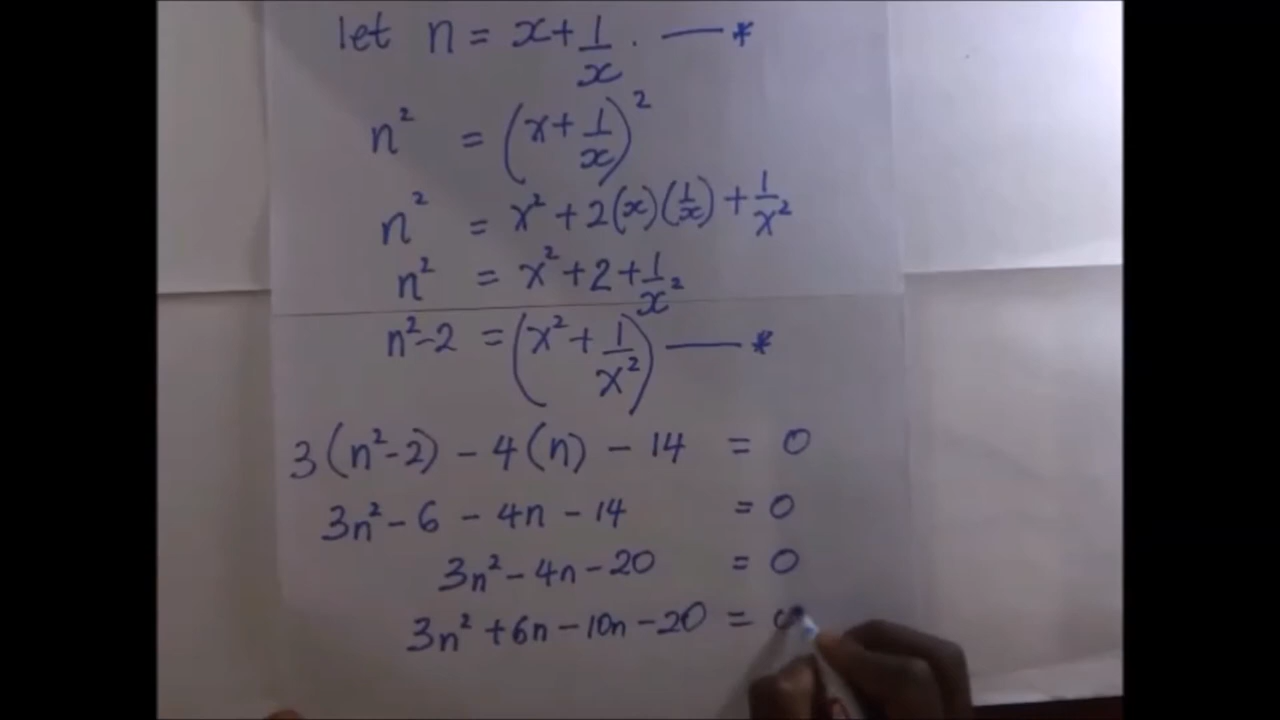 let n = x + 1/x . — *
n² = (x + 1/x)²
n² = x² + 2(x)(1/x) + 1/x²
n² = x² + 2 + 1/x²
n²-2 = (x² + 1/x²) — *
3(n²-2) - 4(n) - 14 = 0
3n² - 6 - 4n - 14 = 0
3n² - 4n - 20 = 0
3n² + 6n - 10n - 20 = 0